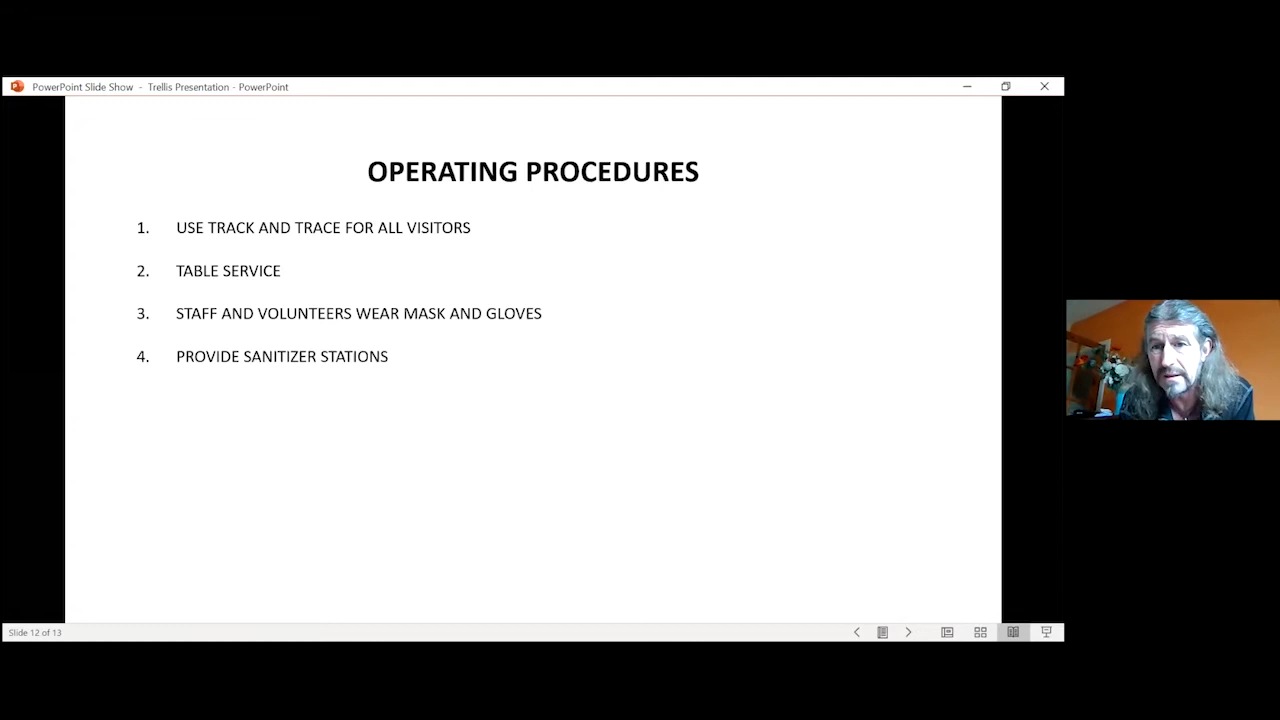 PowerPoint Slide Show - Trellis Presentation - PowerPoint
OPERATING PROCEDURES
1. USE TRACK AND TRACE FOR ALL VISITORS
2. TABLE SERVICE
3. STAFF AND VOLUNTEERS WEAR MASK AND GLOVES
4. PROVIDE SANITIZER STATIONS
Slide 12 of 13